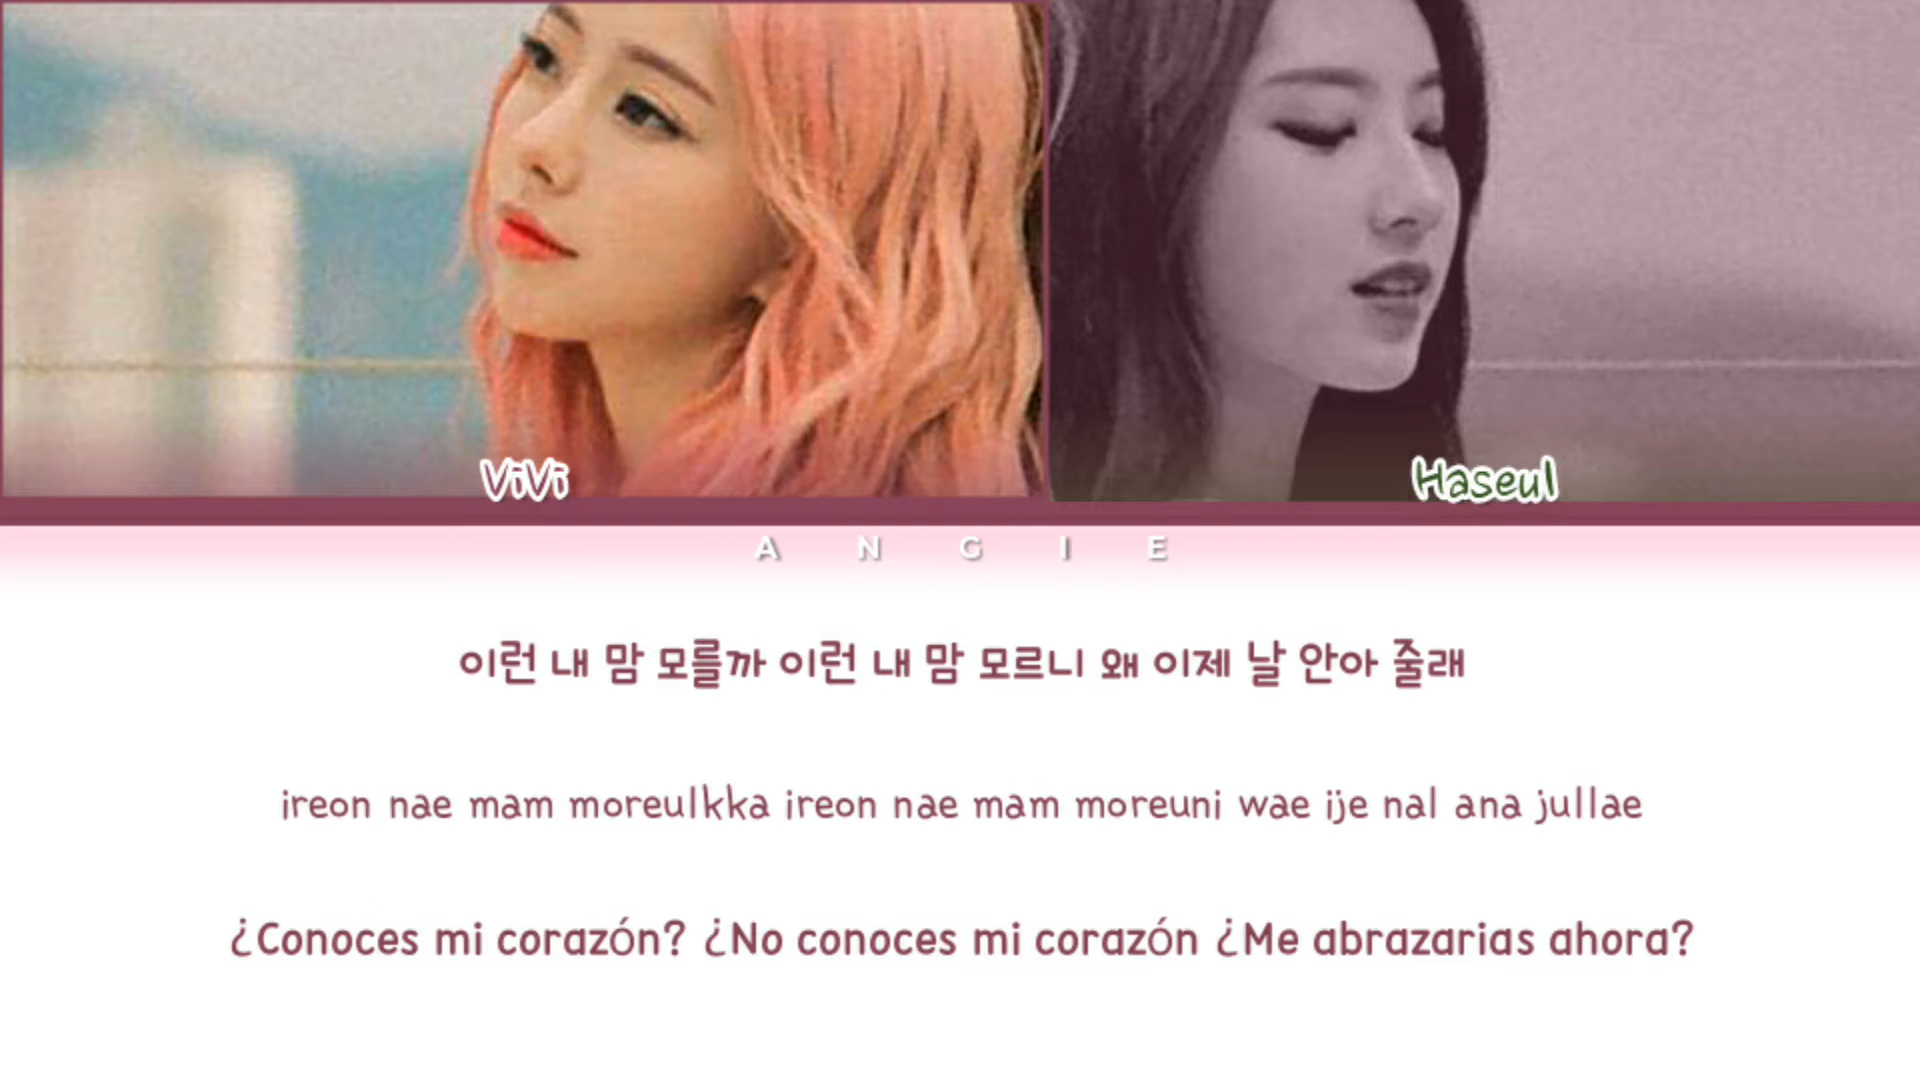 ViVi
Haseul
A N G I E
이런 내 맘 모를까 이런 내 맘 모르니 왜 이제 날 안아 줄래
ireon nae mam moreulkka ireon nae mam moreuni wae ije nal ana jullae
¿Conoces mi corazón? ¿No conoces mi corazón ¿Me abrazarias ahora?